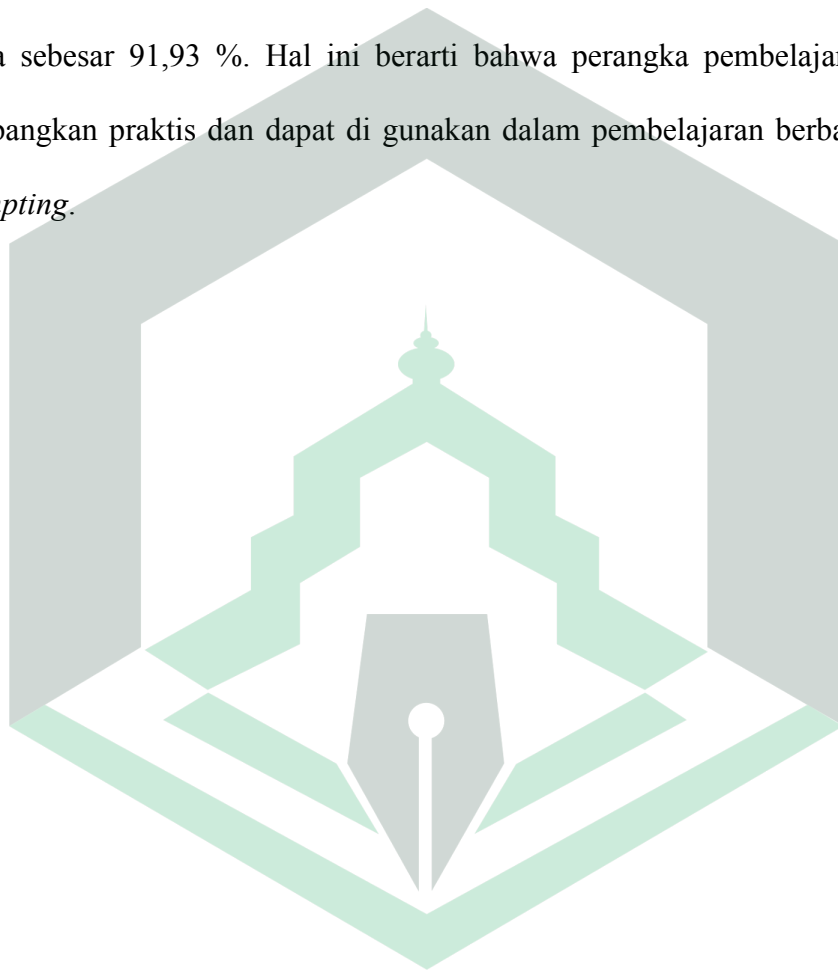 a sebesar 91,93 %. Hal ini berarti bahwa perangka pembelajar
bangkan praktis dan dapat di gunakan dalam pembelajaran berba
pting.